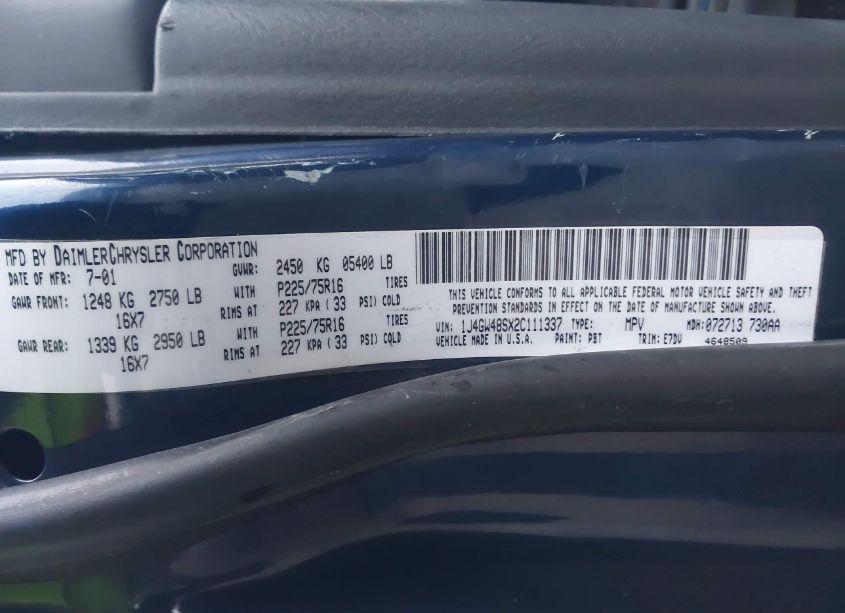 MFD BY DAIMLERCHRYSLER CORPORATION
DATE OF MFR: 7-01 GVWR: 2450 KG 05400 LB
GAWR FRONT: 1248 KG 2750 LB WITH P225/75R16 TIRES
16X7 RIMS AT 227 KPA ( 33 PSI) COLD
GAWR REAR: 1339 KG 2950 LB WITH P225/75R16 TIRES
16X7 RIMS AT 227 KPA ( 33 PSI) COLD
THIS VEHICLE CONFORMS TO ALL APPLICABLE FEDERAL MOTOR VEHICLE SAFETY AND THEFT
PREVENTION STANDARDS IN EFFECT ON THE DATE OF MANUFACTURE SHOWN ABOVE.
VIN: 1J4GW48SX2C111337 TYPE: MPV MDH: 072713 730AA
VEHICLE MADE IN U.S.A. PAINT: PBT TRIM: E7DV 4648509